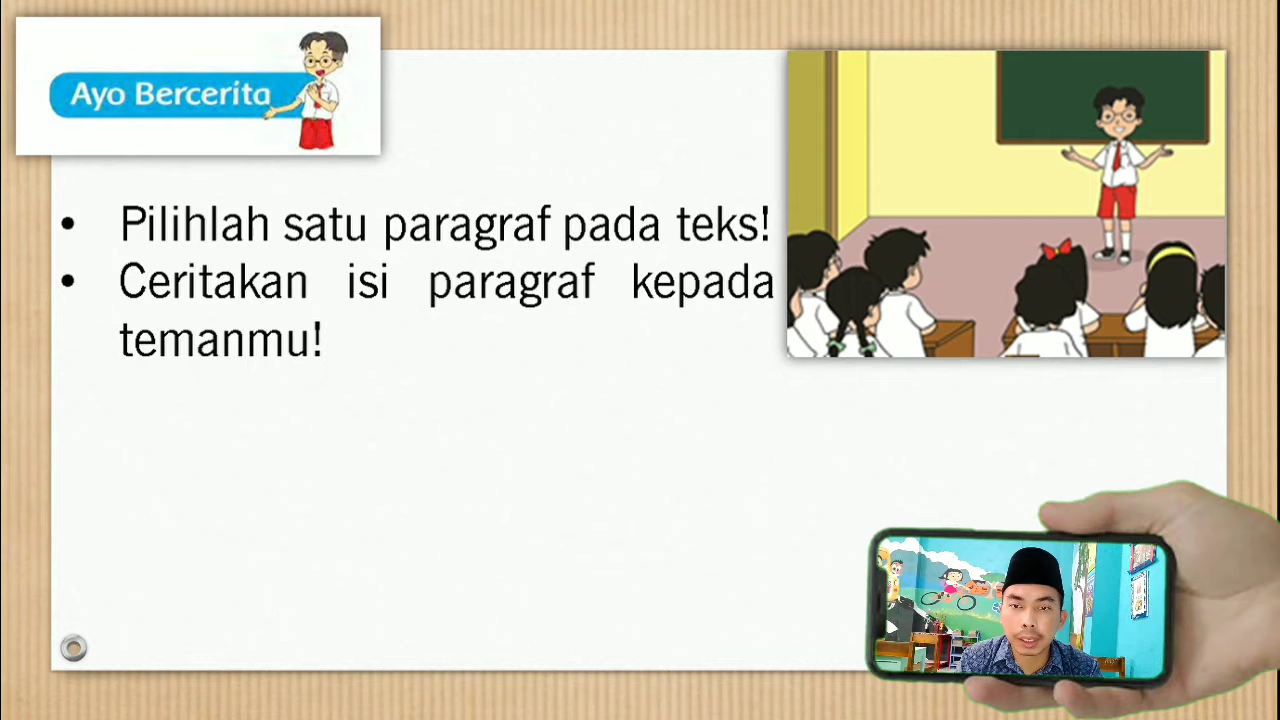 Ayo Bercerita
• Pilihlah satu paragraf pada teks!
• Ceritakan isi paragraf kepada
temanmu!